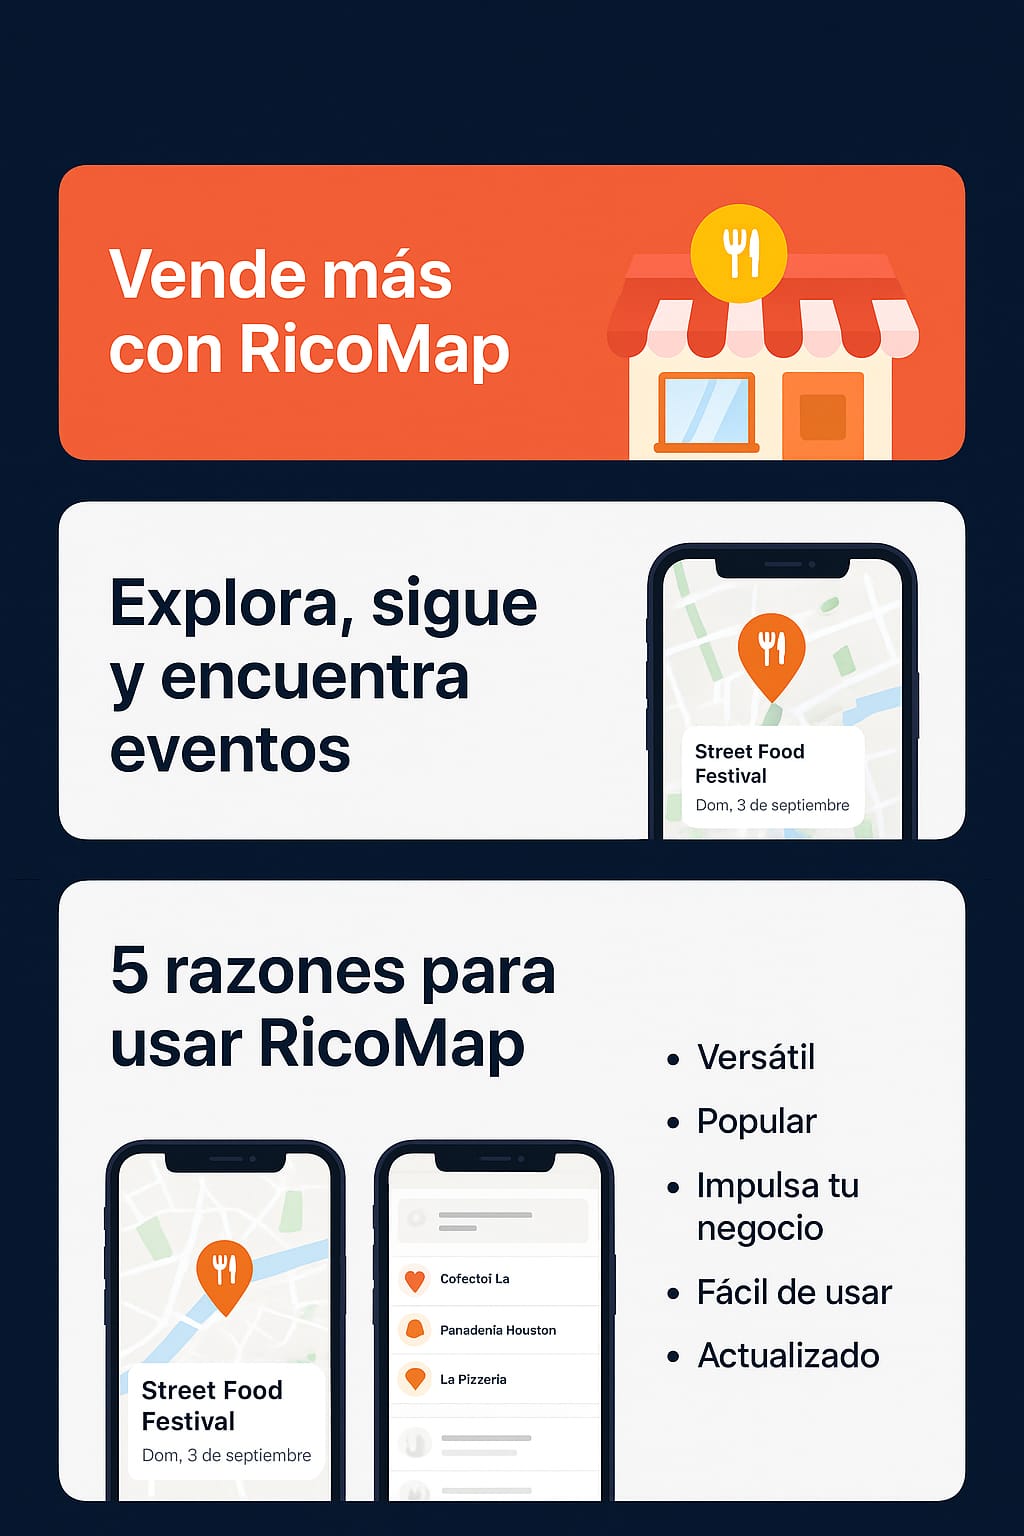 Vende más
con RicoMap
Explora, sigue
y encuentra
eventos
Street Food
Festival
Dom, 3 de septiembre
5 razones para
usar RicoMap
Street Food
Festival
Dom, 3 de septiembre
Cofectoi La
Panadenia Houston
La Pizzeria
• Versátil
• Popular
• Impulsa tu
negocio
• Fácil de usar
• Actualizado